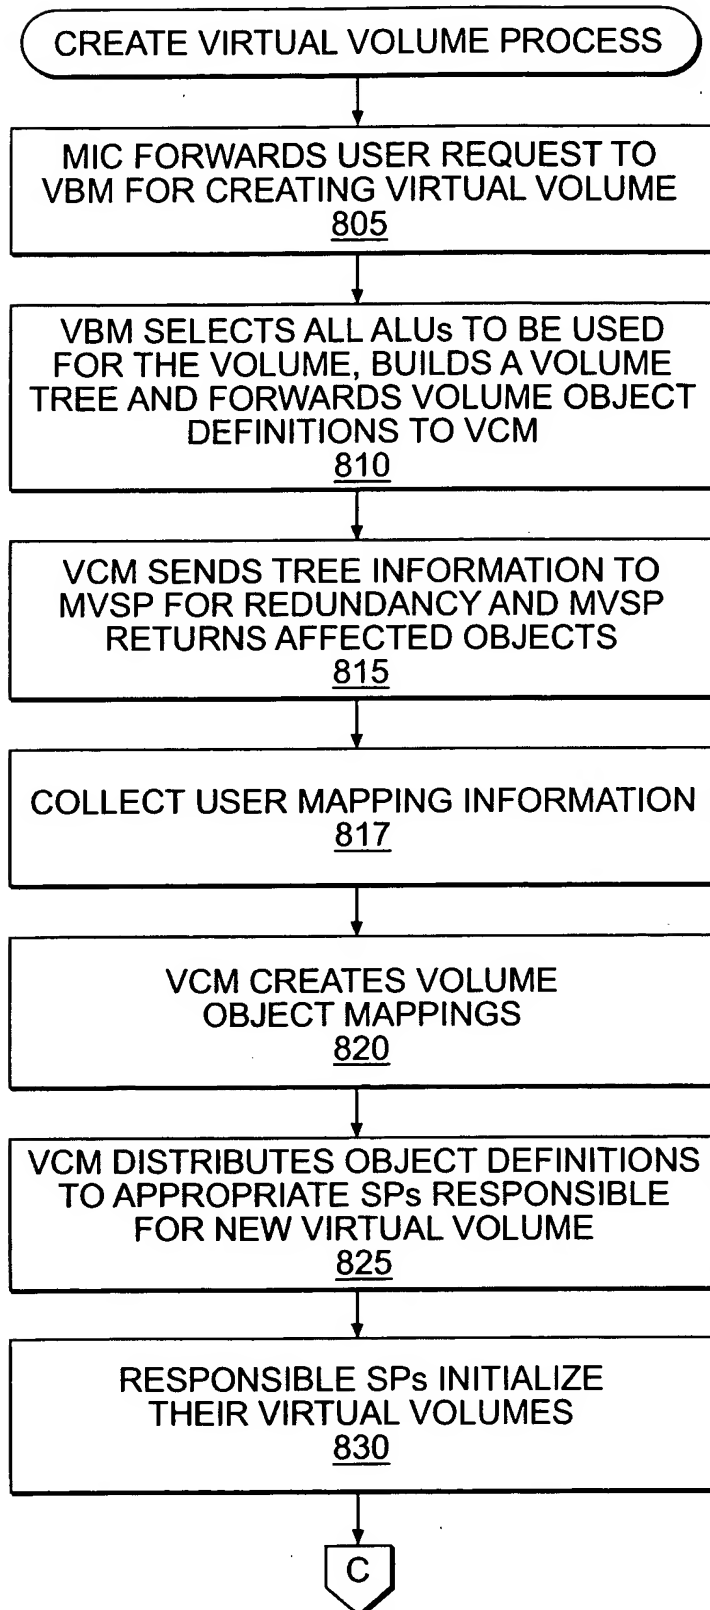 CREATE VIRTUAL VOLUME PROCESS
MIC FORWARDS USER REQUEST TO
VBM FOR CREATING VIRTUAL VOLUME
805
VBM SELECTS ALL ALUs TO BE USED
FOR THE VOLUME, BUILDS A VOLUME
TREE AND FORWARDS VOLUME OBJECT
DEFINITIONS TO VCM
810
VCM SENDS TREE INFORMATION TO
MVSP FOR REDUNDANCY AND MVSP
RETURNS AFFECTED OBJECTS
815
COLLECT USER MAPPING INFORMATION
817
VCM CREATES VOLUME
OBJECT MAPPINGS
820
VCM DISTRIBUTES OBJECT DEFINITIONS
TO APPROPRIATE SPs RESPONSIBLE
FOR NEW VIRTUAL VOLUME
825
RESPONSIBLE SPs INITIALIZE
THEIR VIRTUAL VOLUMES
830
C